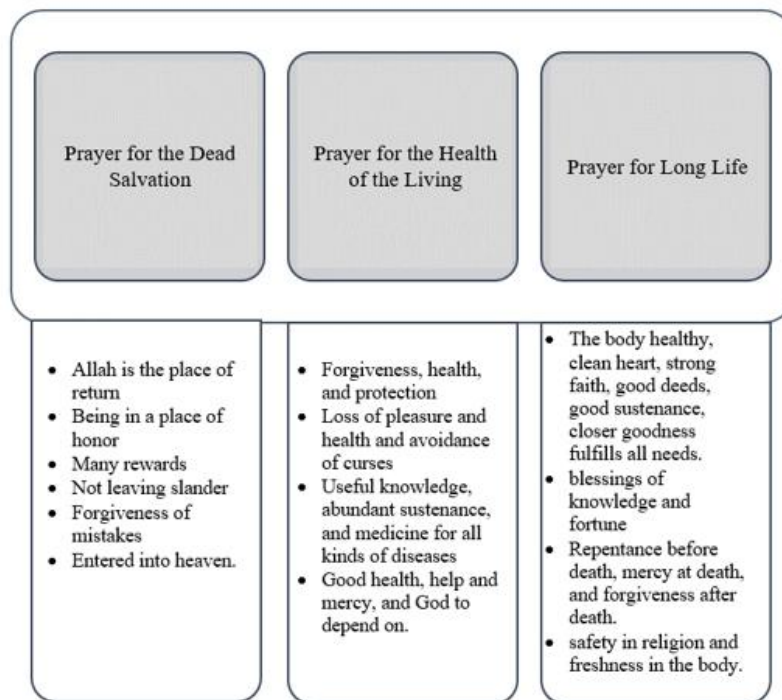 Prayer for the Dead
Salvation
Prayer for the Health
of the Living
Prayer for Long Life
• Allah is the place of
return
• Being in a place of
honor
• Many rewards
• Not leaving slander
• Forgiveness of
mistakes
• Entered into heaven.
• Forgiveness, health,
and protection
• Loss of pleasure and
health and avoidance
of curses
• Useful knowledge,
abundant sustenance,
and medicine for all
kinds of diseases
• Good health, help and
mercy, and God to
depend on.
• The body healthy,
clean heart, strong
faith, good deeds,
good sustenance,
closer goodness
fulfills all needs.
• blessings of
knowledge and
fortune
• Repentance before
death, mercy at death,
and forgiveness after
death.
• safety in religion and
freshness in the body.